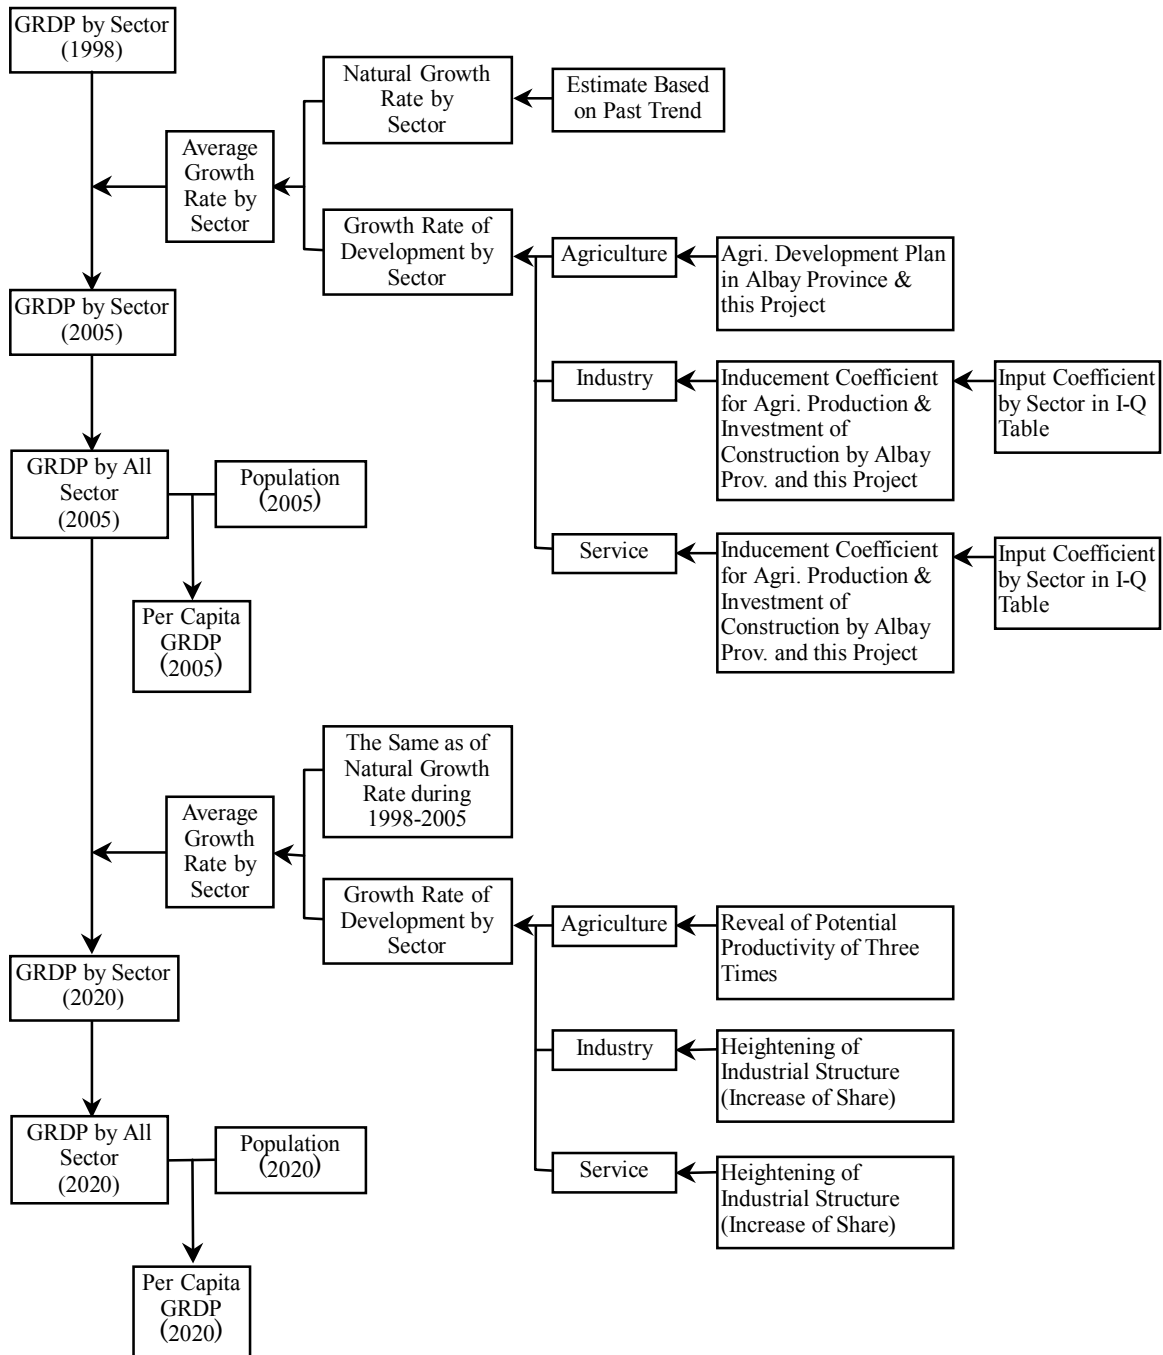 GRDP by Sector
(1998)
Natural Growth
Rate by
Sector
Estimate Based
on Past Trend
Average
Growth
Rate by
Sector
Growth Rate of
Development by
Sector
Agriculture
Agri. Development Plan
in Albay Province &
this Project
GRDP by Sector
(2005)
Industry
Inducement Coefficient
for Agri. Production &
Investment of
Construction by Albay
Prov. and this Project
Input Coefficient
by Sector in I-Q
Table
GRDP by All
Sector
(2005)
Population
(2005)
Service
Inducement Coefficient
for Agri. Production &
Investment of
Construction by Albay
Prov. and this Project
Input Coefficient
by Sector in I-Q
Table
Per Capita
GRDP
(2005)
The Same as of
Natural Growth
Rate during
1998-2005
Average
Growth
Rate by
Sector
Growth Rate of
Development by
Sector
Agriculture
Reveal of Potential
Productivity of Three
Times
GRDP by Sector
(2020)
Industry
Heightening of
Industrial Structure
(Increase of Share)
GRDP by All
Sector
(2020)
Population
(2020)
Service
Heightening of
Industrial Structure
(Increase of Share)
Per Capita
GRDP
(2020)